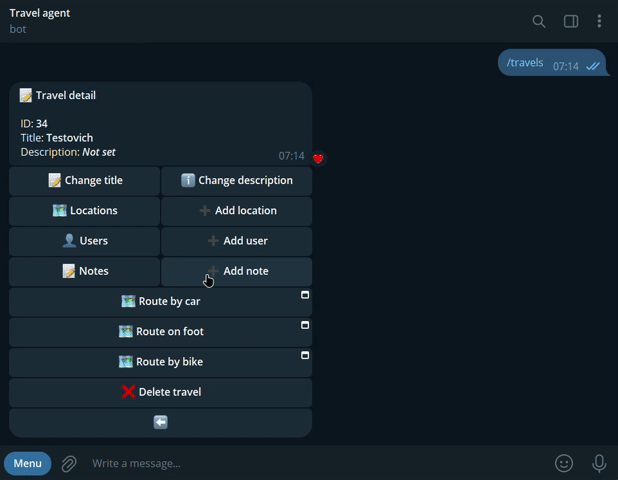 Travel agent
bot
/travels 07:14
Travel detail
ID: 34
Title: Testovich
Description: Not set
07:14
Change title
Change description
Locations
Add location
Users
Add user
Notes
Add note
Route by car
Route on foot
Route by bike
Delete travel
Menu
Write a message...